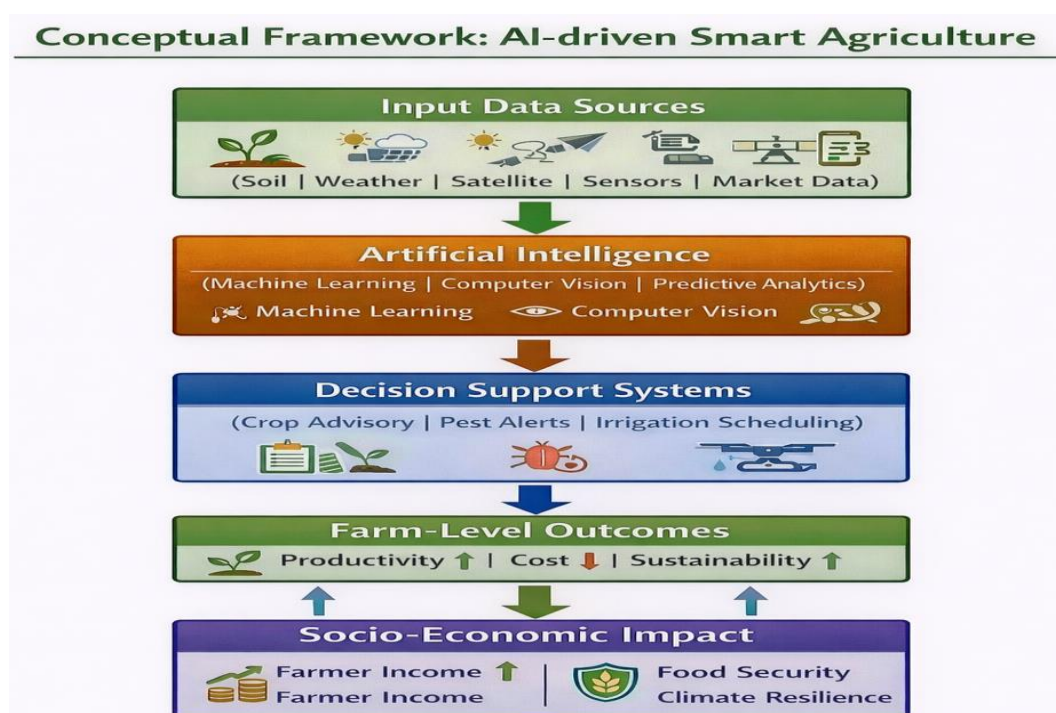 Conceptual Framework: AI-driven Smart Agriculture
Input Data Sources
(Soil | Weather | Satellite | Sensors | Market Data)
Artificial Intelligence
(Machine Learning | Computer Vision | Predictive Analytics)
Machine Learning Computer Vision
Decision Support Systems
(Crop Advisory | Pest Alerts | Irrigation Scheduling)
Farm-Level Outcomes
Productivity ↑ | Cost ↓ | Sustainability ↑
Socio-Economic Impact
Farmer Income ↑ | Food Security
Farmer Income Climate Resilience